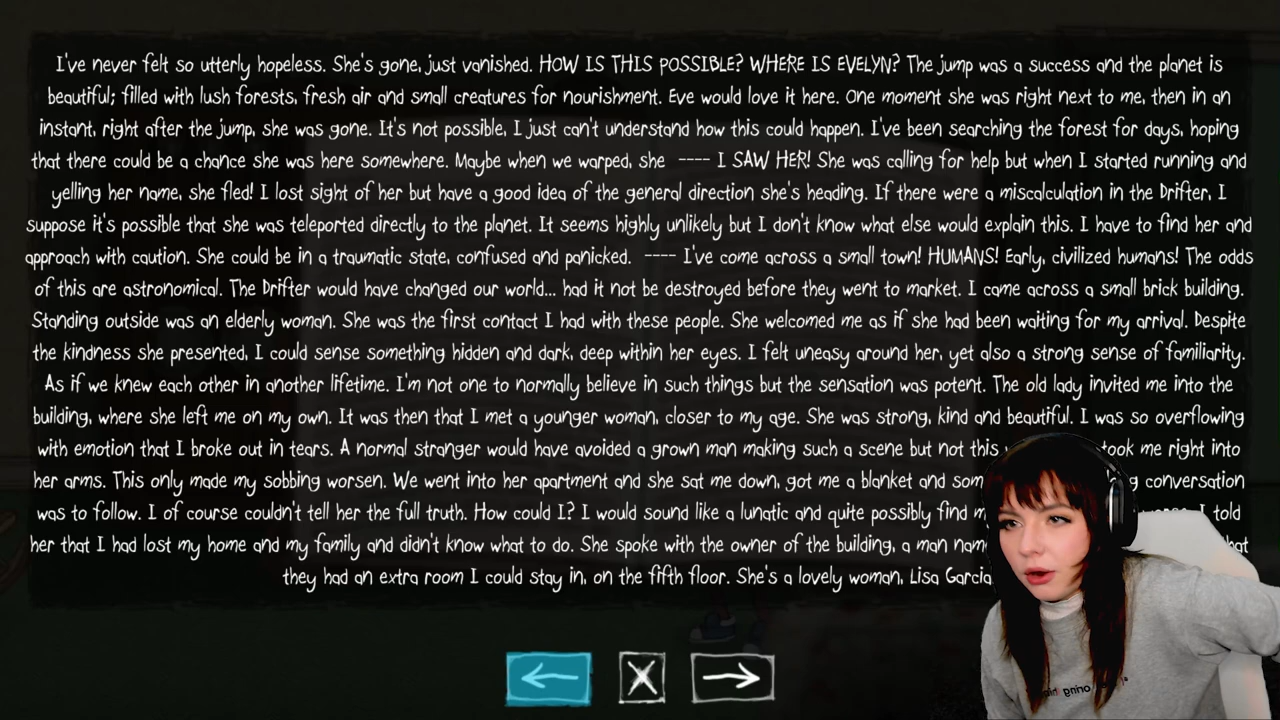 I've never felt so utterly hopeless. She's gone, just vanished. HOW IS THIS POSSIBLE? WHERE IS EVELYN? The jump was a success and the planet is
beautiful; filled with lush forests, fresh air and small creatures for nourishment. Eve would love it here. One moment she was right next to me, then in an
instant, right after the jump, she was gone. It's not possible, I just can't understand how this could happen. I've been searching the forest for days, hoping
that there could be a chance she was here somewhere. Maybe when we warped, she ---- I SAW HER! She was calling for help but when I started running and
yelling her name, she fled! I lost sight of her but have a good idea of the general direction she's heading. If there were a miscalculation in the Drifter, I
suppose it's possible that she was teleported directly to the planet. It seems highly unlikely but I don't know what else would explain this. I have to find her and
approach with caution. She could be in a traumatic state, confused and panicked. ---- I've come across a small town! HUMANS! Early, civilized humans! The odds
of this are astronomical. The Drifter would have changed our world... had it not be destroyed before they went to market. I came across a small brick building.
Standing outside was an elderly woman. She was the first contact I had with these people. She welcomed me as if she had been waiting for my arrival. Despite
the kindness she presented, I could sense something hidden and dark, deep within her eyes. I felt uneasy around her, yet also a strong sense of familiarity.
As if we knew each other in another lifetime. I'm not one to normally believe in such things but the sensation was potent. The old lady invited me into the
building, where she left me on my own. It was then that I met a younger woman, closer to my age. She was strong, kind and beautiful. I was so overflowing
with emotion that I broke out in tears. A normal stranger would have avoided a grown man making such a scene but not this took me right into
her arms. This only made my sobbing worsen. We went into her apartment and she sat me down, got me a blanket and conversation
was to follow. I of course couldn't tell her the full truth. How could I? I would sound like a lunatic and quite possibly find I told
her that I had lost my home and my family and didn't know what to do. She spoke with the owner of the building, a man
they had an extra room I could stay in, on the fifth floor. She's a lovely woman, Lisa Garcia